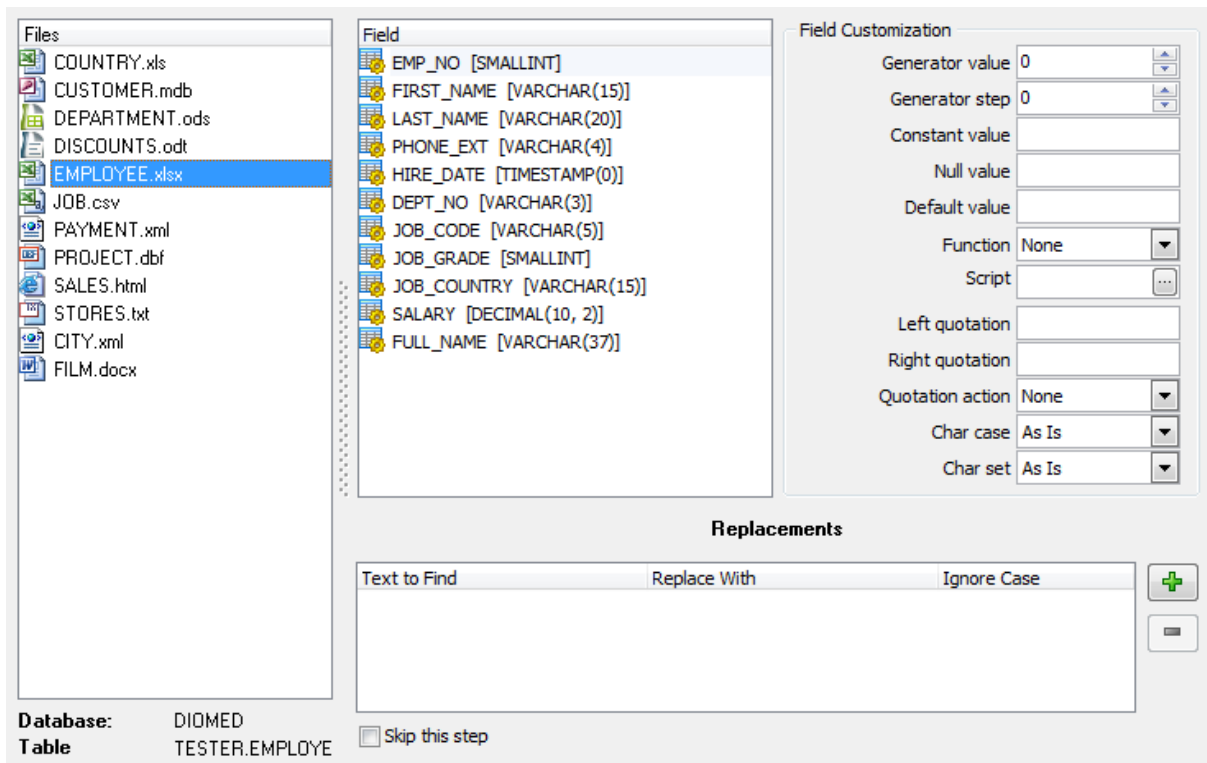 Files
COUNTRY.xls
CUSTOMER.mdb
DEPARTMENT.ods
DISCOUNTS.odt
EMPLOYEE.xlsx
JOB.csv
PAYMENT.xml
PROJECT.dbf
SALES.html
STORES.txt
CITY.xml
FILM.docx
Database: DIOMED
Table TESTER.EMPLOYE
Field
EMP_NO [SMALLINT]
FIRST_NAME [VARCHAR(15)]
LAST_NAME [VARCHAR(20)]
PHONE_EXT [VARCHAR(4)]
HIRE_DATE [TIMESTAMP(0)]
DEPT_NO [VARCHAR(3)]
JOB_CODE [VARCHAR(5)]
JOB_GRADE [SMALLINT]
JOB_COUNTRY [VARCHAR(15)]
SALARY [DECIMAL(10, 2)]
FULL_NAME [VARCHAR(37)]
Field Customization
Generator value 0
Generator step 0
Constant value
Null value
Default value
Function None
Script ...
Left quotation
Right quotation
Quotation action None
Char case As Is
Char set As Is
Replacements
Text to Find Replace With Ignore Case
Skip this step